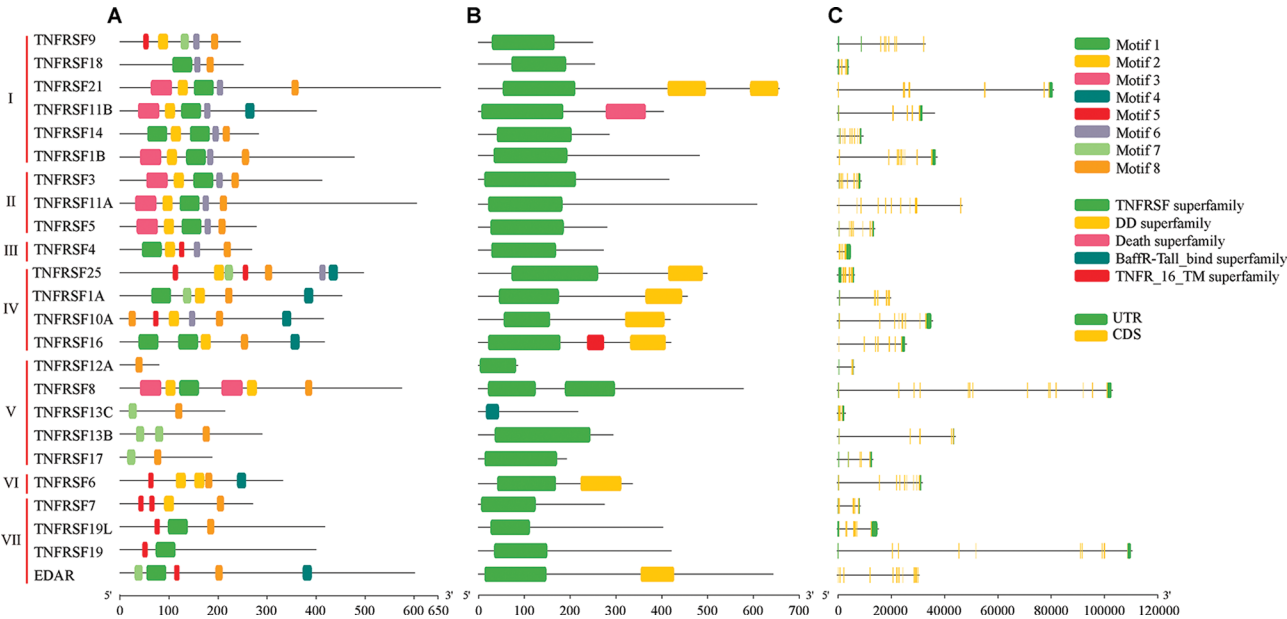 A
B
C
I
TNFRSF9
TNFRSF18
TNFRSF21
TNFRSF11B
TNFRSF14
TNFRSF1B
II
TNFRSF3
TNFRSF11A
TNFRSF5
III
TNFRSF4
IV
TNFRSF25
TNFRSF1A
TNFRSF10A
TNFRSF16
V
TNFRSF12A
TNFRSF8
TNFRSF13C
TNFRSF13B
TNFRSF17
VI
TNFRSF6
VII
TNFRSF7
TNFRSF19L
TNFRSF19
EDAR
5' 3'
0 100 200 300 400 500 600 650
5' 3'
0 100 200 300 400 500 600 700
5' 3'
0 20000 40000 60000 80000 100000 120000
Motif 1
Motif 2
Motif 3
Motif 4
Motif 5
Motif 6
Motif 7
Motif 8
TNFRSF superfamily
DD superfamily
Death superfamily
BaffR-Tall_bind superfamily
TNFR_16_TM superfamily
UTR
CDS